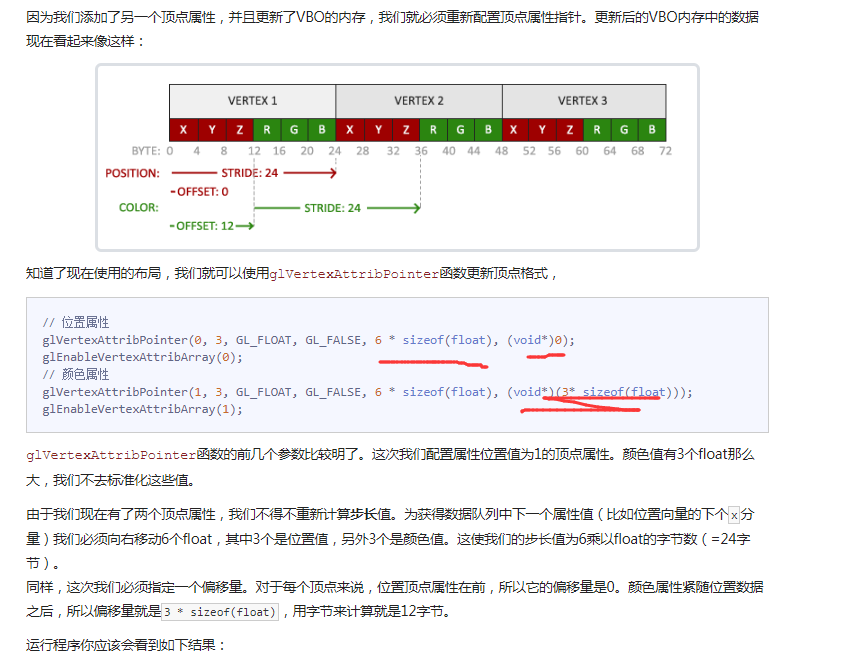 因为我们添加了另一个顶点属性，并且更新了VBO的内存，我们就必须重新配置顶点属性指针。更新后的VBO内存中的数据
现在看起来像这样：
VERTEX 1 VERTEX 2 VERTEX 3
X Y Z R G B X Y Z R G B X Y Z R G B
BYTE: 0 4 8 12 16 20 24 28 32 36 40 44 48 52 56 60 64 68 72
POSITION: STRIDE: 24
-OFFSET: 0
COLOR: STRIDE: 24
-OFFSET: 12
知道了现在使用的布局，我们就可以使用glVertexAttribPointer函数更新顶点格式，
// 位置属性
glVertexAttribPointer(0, 3, GL_FLOAT, GL_FALSE, 6 * sizeof(float), (void*)0);
glEnableVertexAttribArray(0);
// 颜色属性
glVertexAttribPointer(1, 3, GL_FLOAT, GL_FALSE, 6 * sizeof(float), (void*)(3* sizeof(float)));
glEnableVertexAttribArray(1);
glVertexAttribPointer函数的前几个参数比较明了。这次我们配置属性位置值为1的顶点属性。颜色值有3个float那么
大，我们不去标准化这些值。
由于我们现在有了两个顶点属性，我们不得不重新计算步长值。为获得数据队列中下一个属性值（比如位置向量的下个x分
量）我们必须向右移动6个float，其中3个是位置值，另外3个是颜色值。这使我们的步长值为6乘以float的字节数（=24字
节）。
同样，这次我们必须指定一个偏移量。对于每个顶点来说，位置顶点属性在前，所以它的偏移量是0。颜色属性紧随位置数据
之后，所以偏移量就是3 * sizeof(float)，用字节来计算就是12字节。
运行程序你应该会看到如下结果：